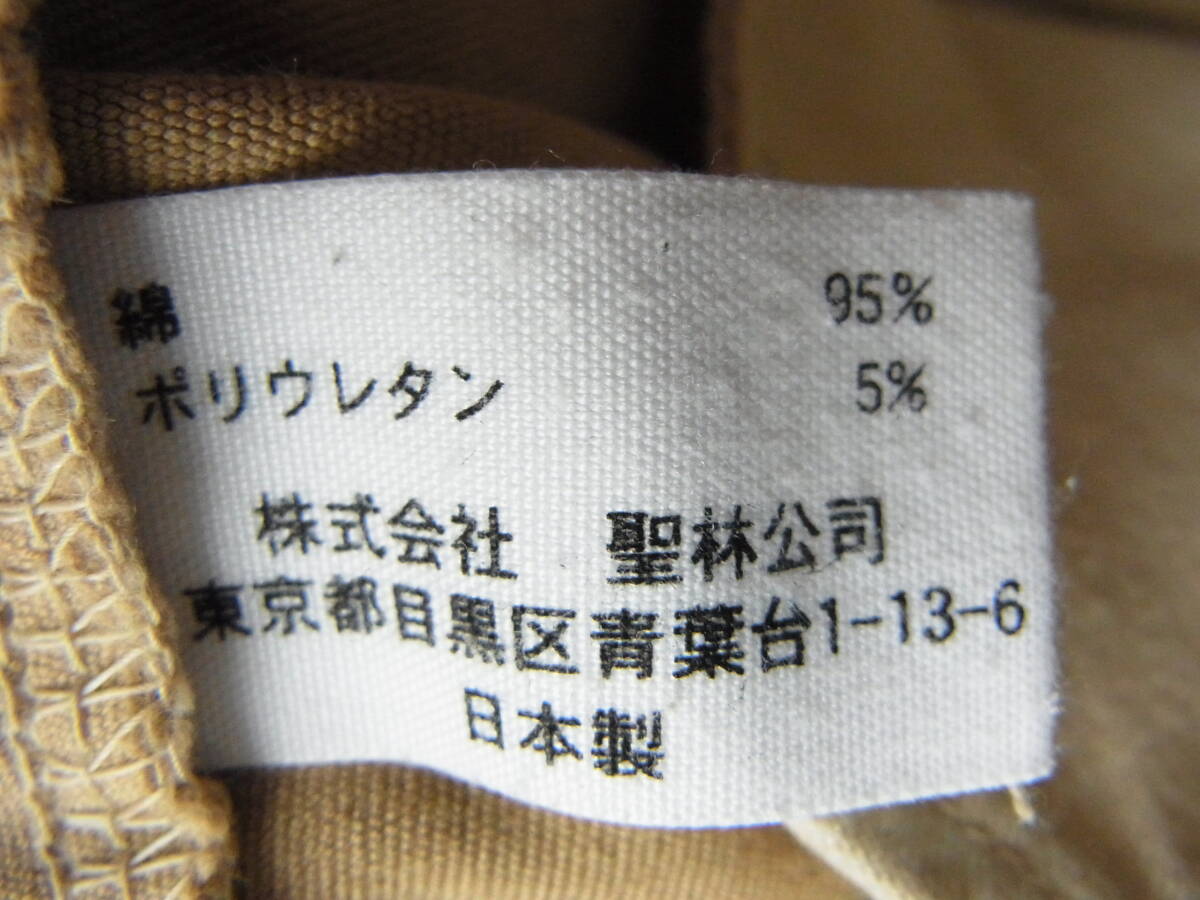 綿 95%
ポリウレタン 5%
株式会社 聖林公司
東京都目黒区青葉台1-13-6
日本製